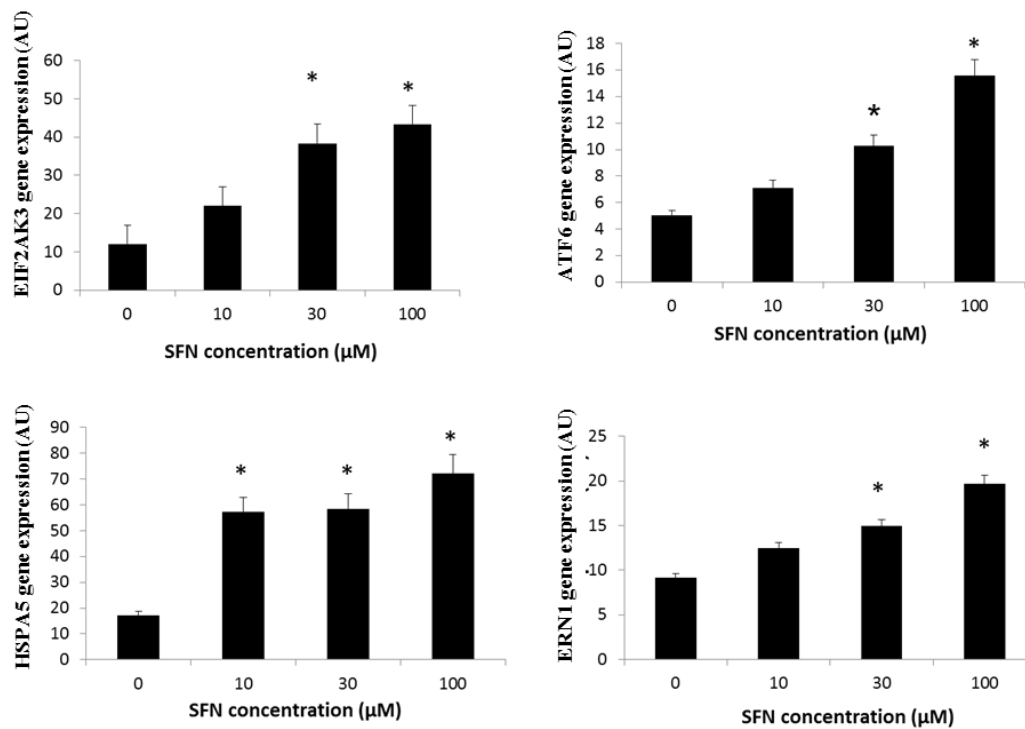 EIF2AK3 gene expression (AU)
60
50
40
30
20
10
0
* *
0 10 30 100
SFN concentration (µM)
ATF6 gene expression (AU)
18
16
14
12
10
8
6
4
2
0
* *
0 10 30 100
SFN concentration (µM)
HSPA5 gene expression (AU)
90
80
70
60
50
40
30
20
10
0
* * *
0 10 30 100
SFN concentration (µM)
ERN1 gene expression (AU)
25
20
15
10
5
0
* *
0 10 30 100
SFN concentration (µM)